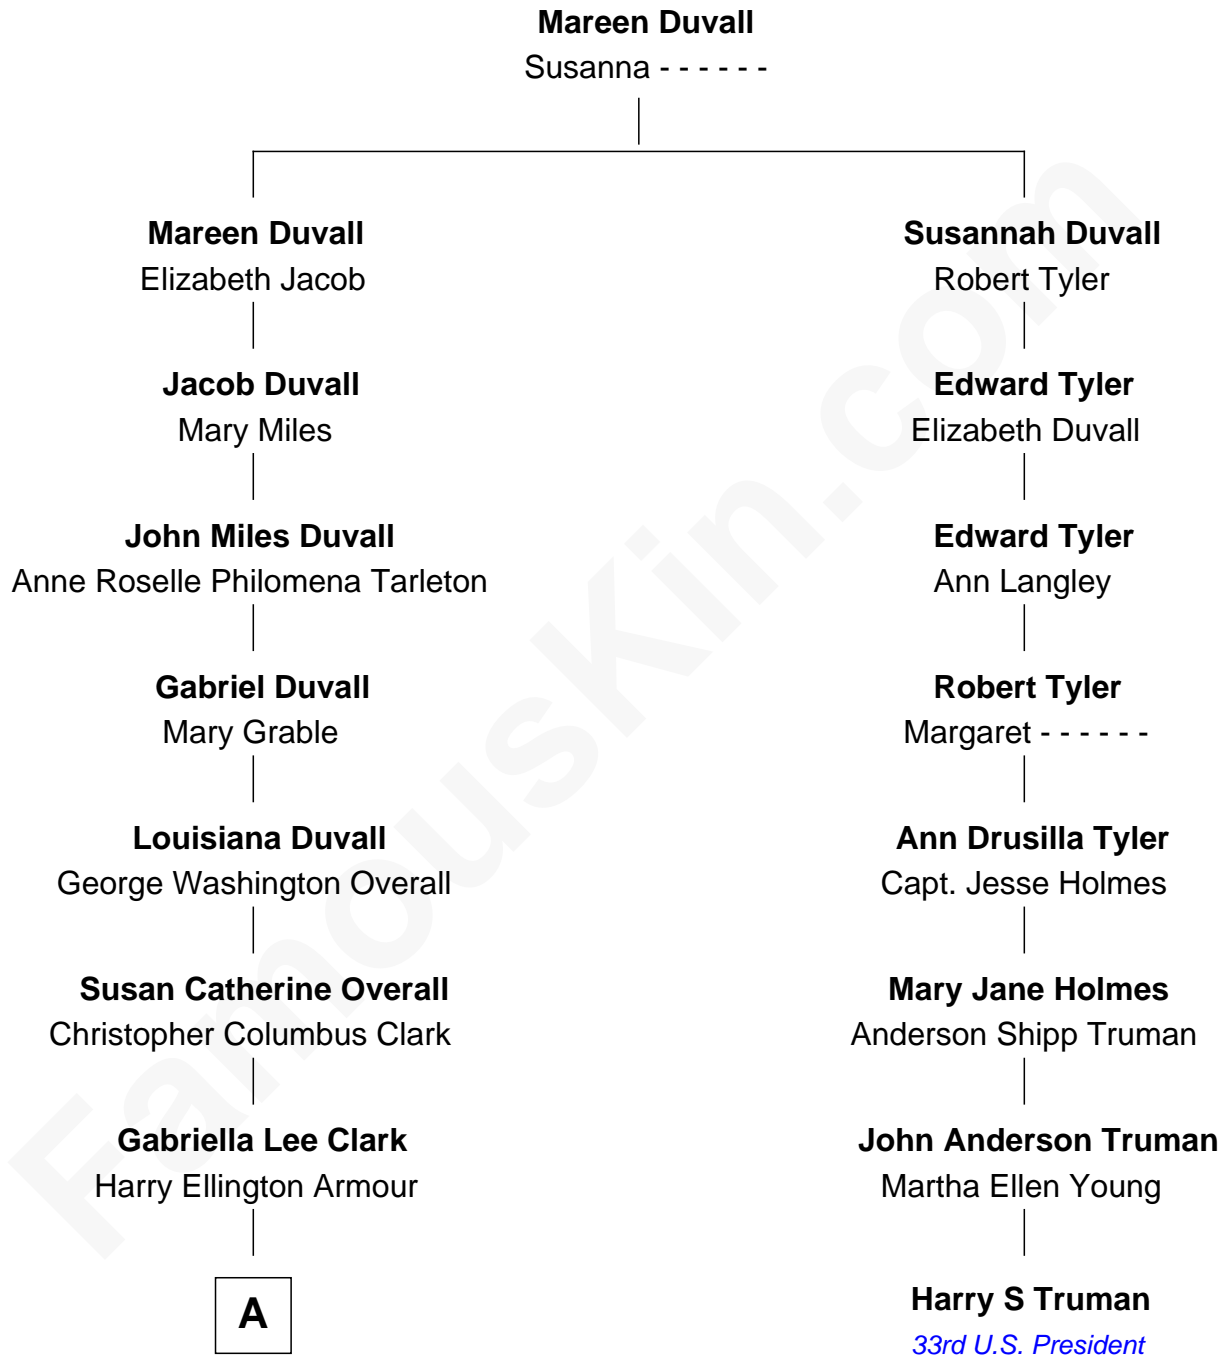 Mareen Duvall
Susanna - - - - - -
Mareen Duvall
Elizabeth Jacob
Jacob Duvall
Mary Miles
John Miles Duvall
Anne Roselle Philomena Tarleton
Gabriel Duvall
Mary Grable
Louisiana Duvall
George Washington Overall
Susan Catherine Overall
Christopher Columbus Clark
Gabriella Lee Clark
Harry Ellington Armour
A
Susannah Duvall
Robert Tyler
Edward Tyler
Elizabeth Duvall
Edward Tyler
Ann Langley
Robert Tyler
Margaret - - - - - -
Ann Drusilla Tyler
Capt. Jesse Holmes
Mary Jane Holmes
Anderson Shipp Truman
John Anderson Truman
Martha Ellen Young
Harry S Truman
33rd U.S. President
FamousKin.com